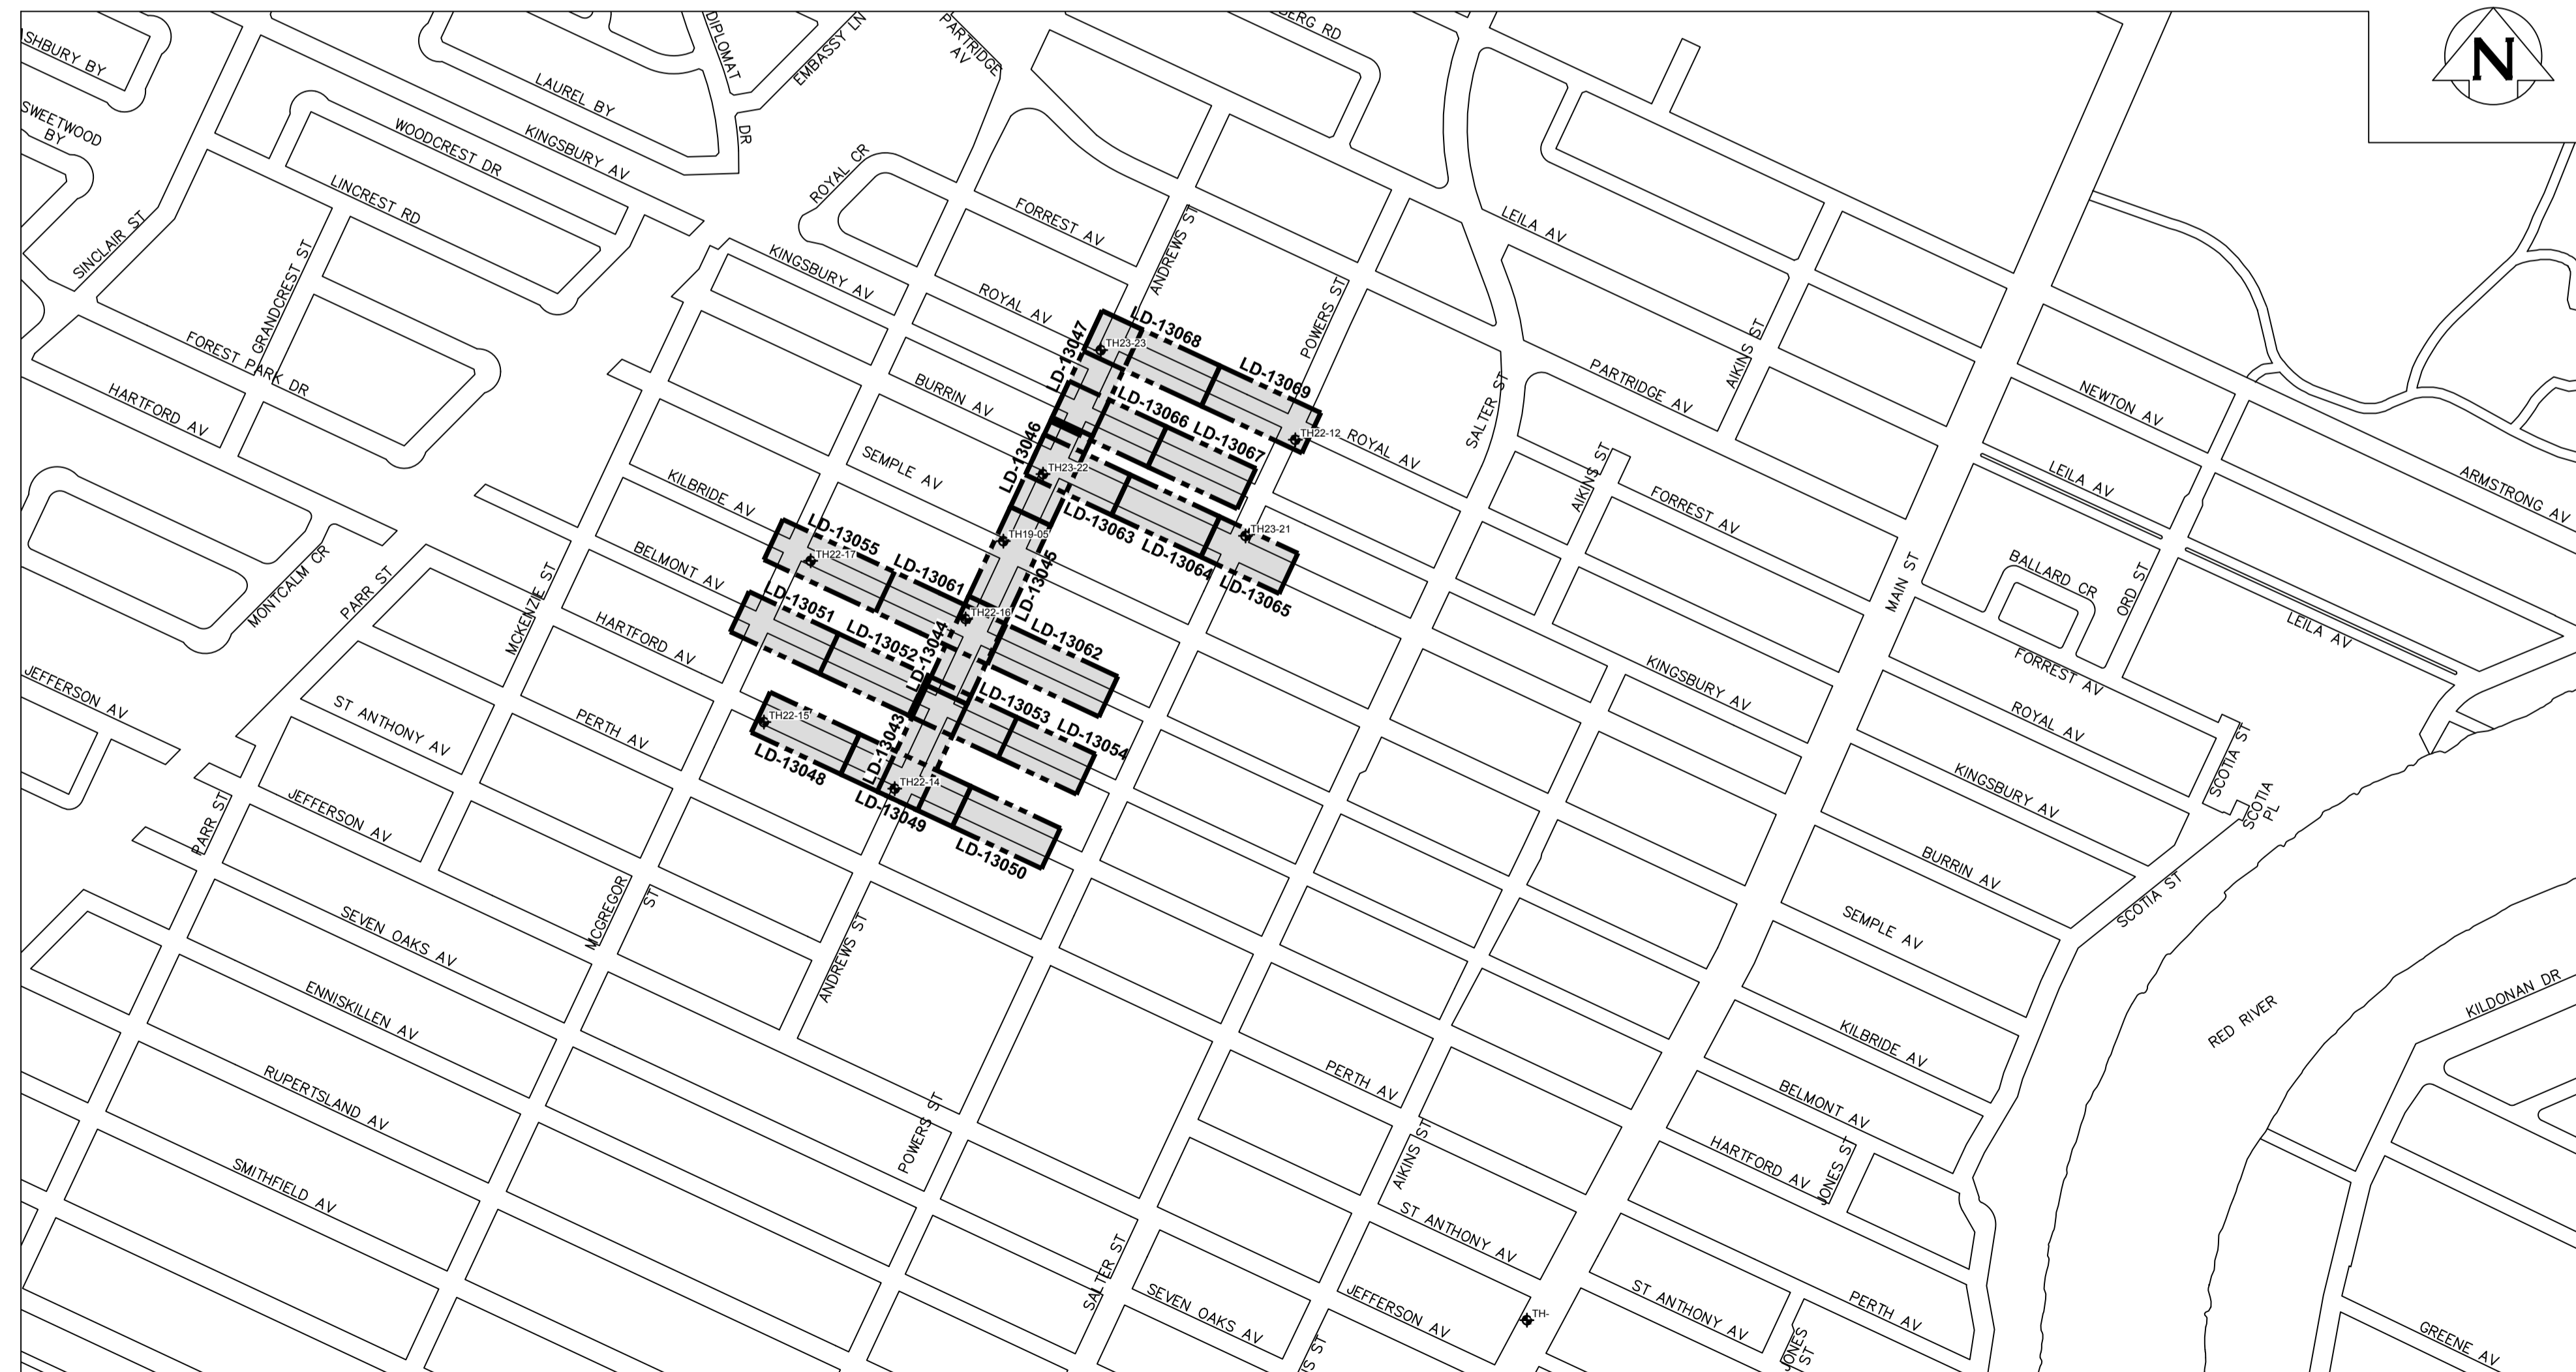 N
ASHBURY BY
SWEETWOOD
BY
SINCLAIR ST
LAUREL BY
WOODCREST DR
KINGSBURY AV
LINCREST RD
GRANDCREST ST
FOREST PARK DR
HARTFORD AV
DIPLOMAT
DR
EMBASSY LN
PARTRIDGE
AV
ROYAL CR
FORREST AV
KINGSBURY AV
ROYAL AV
BURRIN AV
SEMPLE AV
KILBRIDE AV
BELMONT AV
HARTFORD AV
PERTH AV
ANDREWS ST
POWERS ST
LEILA AV
PARTRIDGE AV
AIKINS ST
SALTER ST
ROYAL AV
AIKINS ST
FORREST AV
KINGSBURY AV
MAIN ST
NEWTON AV
LEILA AV
ARMSTRONG AV
BALLARD CR
ORD ST
LEILA AV
FORREST AV
ROYAL AV
SCOTIA ST
SCOTIA
PL
KINGSBURY AV
BURRIN AV
SCOTIA ST
SEMPLE AV
KILBRIDE AV
BELMONT AV
HARTFORD AV
JONES ST
RED RIVER
KILDONAN DR
GREENE AV
LD-13047
LD-13068
TH23-23
LD-13069
LD-13066
LD-13067
TH22-12
LD-13046
TH23-22
LD-13063
LD-13064
TH23-21
LD-13065
TH19-05
LD-13045
LD-13055
TH22-17
LD-13061
TH22-16
LD-13062
LD-13051
LD-13052
LD-13044
LD-13053
LD-13054
TH22-15
LD-13048
LD-13043
TH22-14
LD-13049
LD-13050
MONTCALM CR
PARR ST
MCKENZIE ST
JEFFERSON AV
ST ANTHONY AV
JEFFERSON AV
PARR ST
MCGREGOR
ST
SEVEN OAKS AV
ENNISKILLEN AV
RUPERTSLAND AV
SMITHFIELD AV
ANDREWS ST
POWERS ST
SALTER ST
PERTH AV
AIKINS ST
ST ANTHONY AV
JEFFERSON AV
SEVEN OAKS AV
TH-
ST ANTHONY AV
PERTH AV
JONES
ST